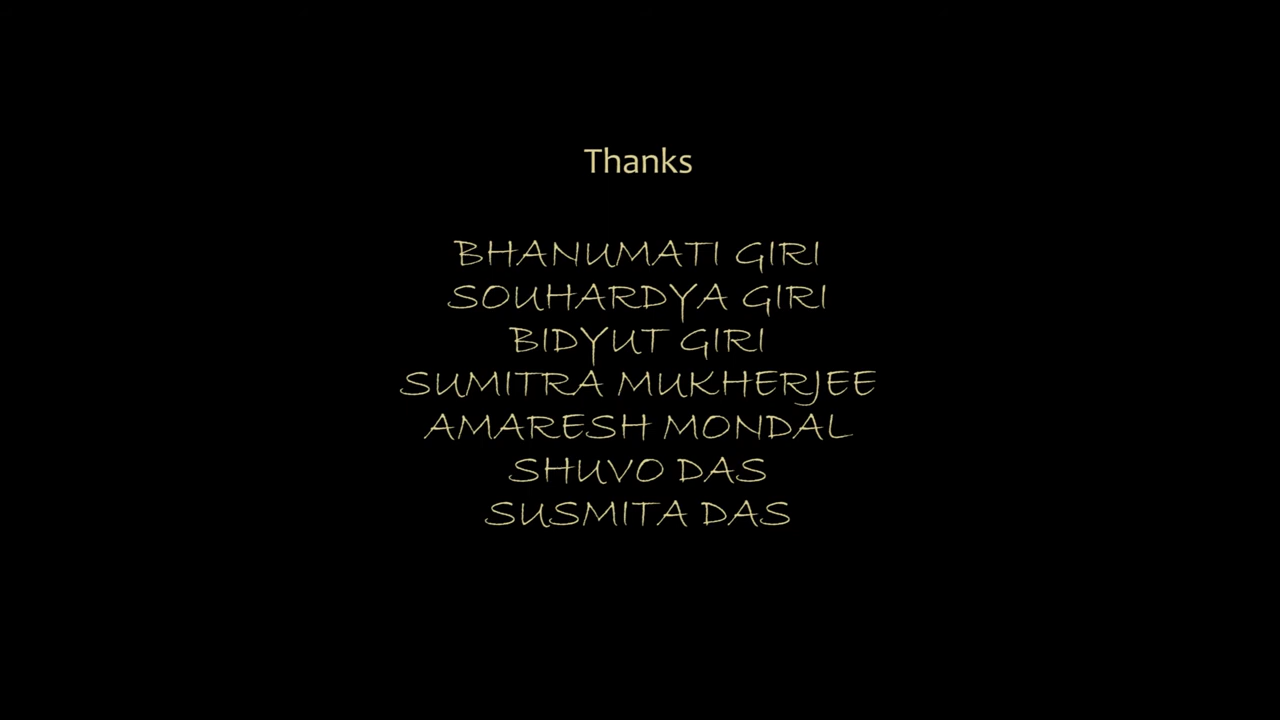 Thanks
BHANUMATI GIRI
SOUHARDYA GIRI
BIDYUT GIRI
SUMITRA MUKHERJEE
AMARESH MONDAL
SHUVO DAS
SUSMITA DAS